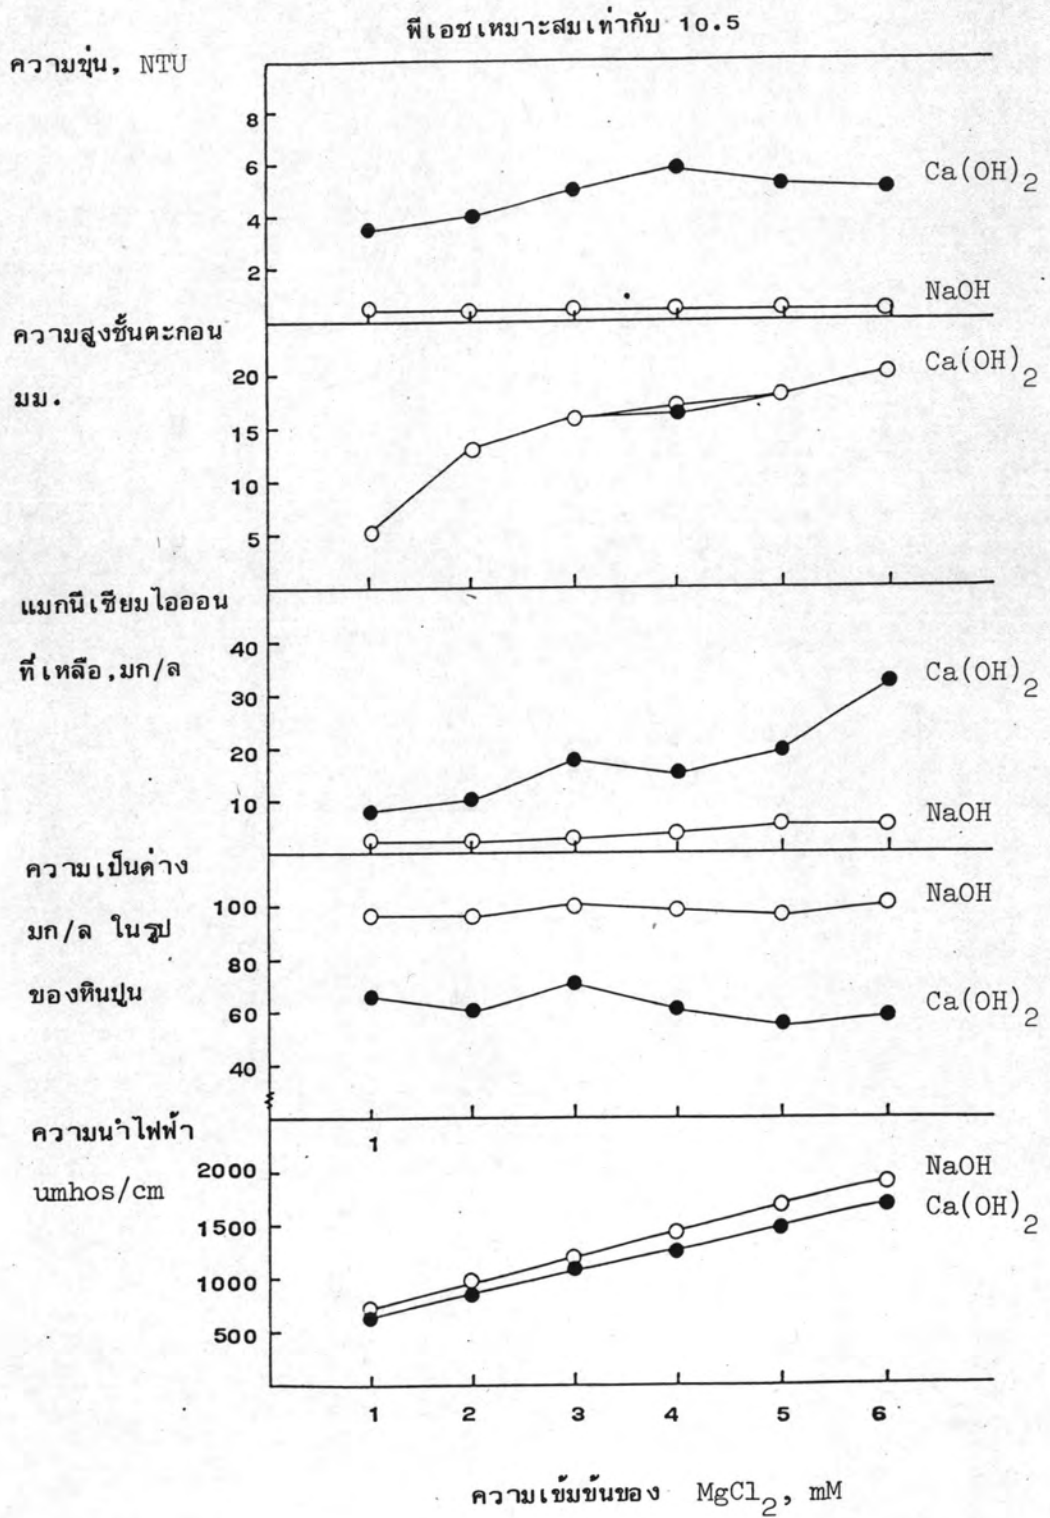 พีเอชเหมาะสมเท่ากับ 10.5
ความขุ่น, NTU
8
6
4
2
Ca(OH)2
NaOH
ความสูงชั้นตะกอน
มม.
20
15
10
5
Ca(OH)2
แมกนีเซียมไอออน
ที่เหลือ,มก/ล
40
30
20
10
Ca(OH)2
NaOH
ความเป็นด่าง
มก/ล ในรูป
ของหินปูน
100
80
60
40
NaOH
Ca(OH)2
1
ความนำไฟฟ้า
umhos/cm
2000
1500
1000
500
NaOH
Ca(OH)2
1 2 3 4 5 6
ความเข้มข้นของ MgCl2, mM